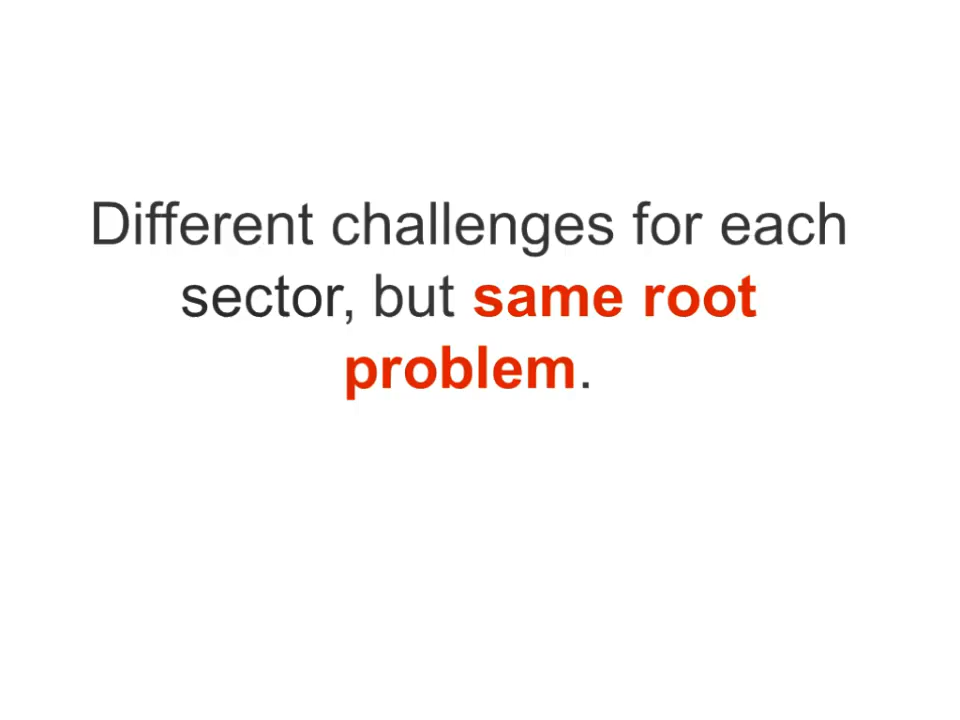 Different challenges for each
sector, but same root
problem.